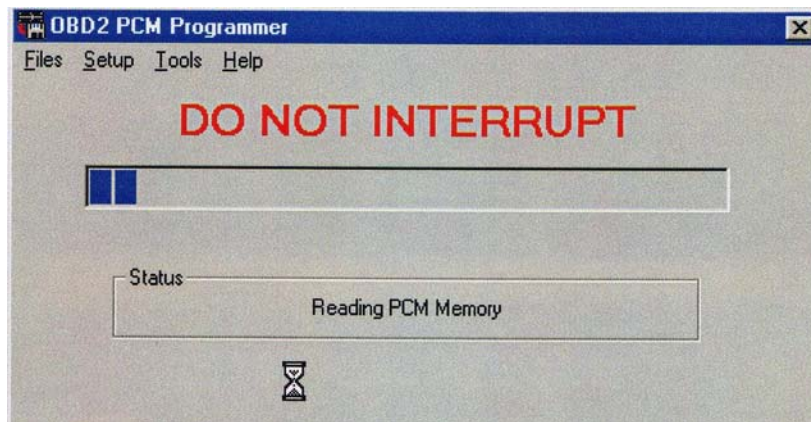 OBD2 PCM Programmer
Files Setup Tools Help
DO NOT INTERRUPT
Status
Reading PCM Memory